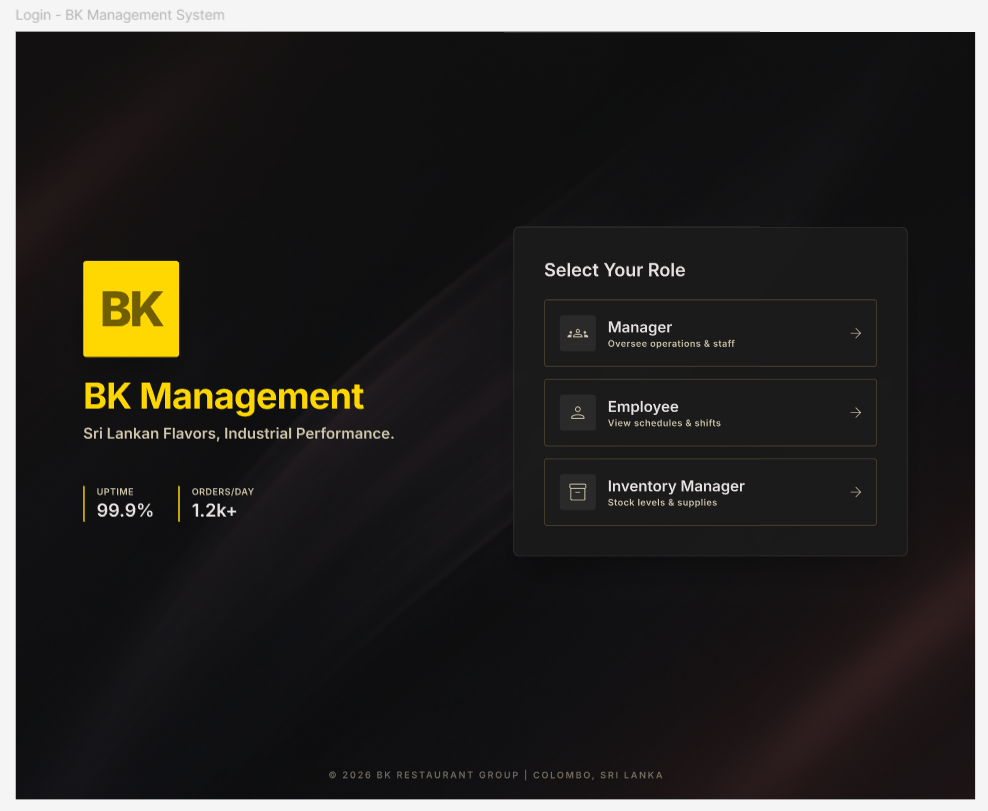 Login - BK Management System
BK
BK Management
Sri Lankan Flavors, Industrial Performance.
UPTIME
99.9%
ORDERS/DAY
1.2k+
Select Your Role
Manager
Oversee operations & staff
Employee
View schedules & shifts
Inventory Manager
Stock levels & supplies
© 2026 BK RESTAURANT GROUP | COLOMBO, SRI LANKA